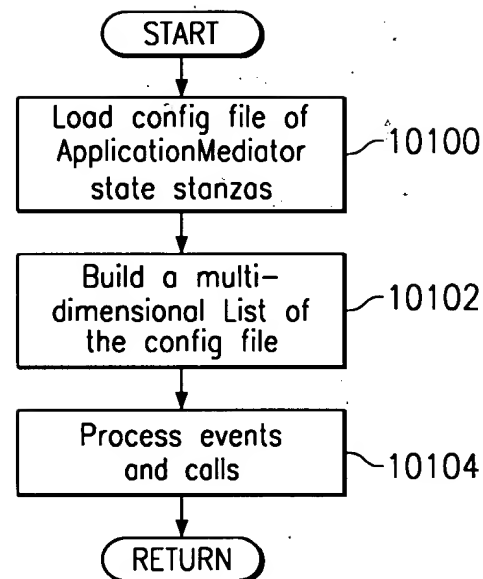 START
Load config file of
ApplicationMediator
state stanzas
10100
Build a multi-
dimensional List of
the config file
10102
Process events
and calls
10104
RETURN